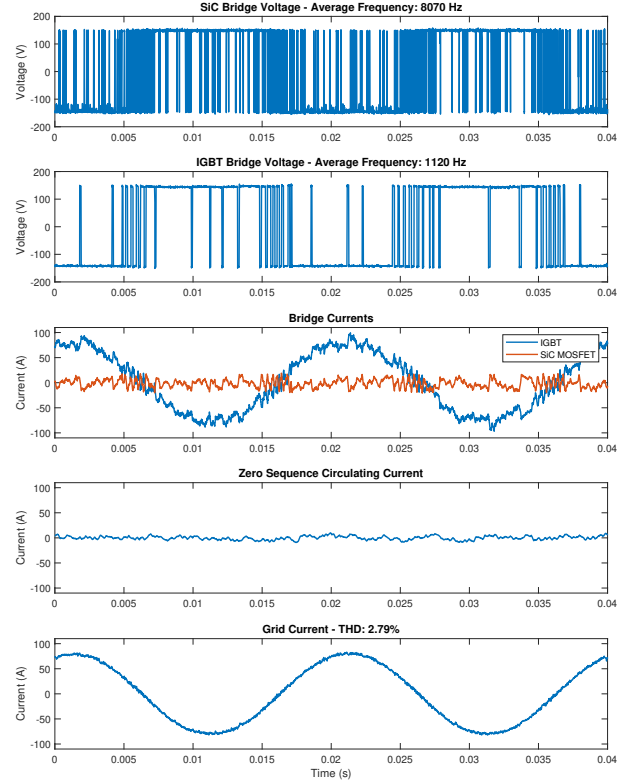 SiC Bridge Voltage - Average Frequency: 8070 Hz
200
100
0
-100
-200
Voltage (V)
0 0.005 0.01 0.015 0.02 0.025 0.03 0.035 0.04
IGBT Bridge Voltage - Average Frequency: 1120 Hz
200
100
0
-100
-200
Voltage (V)
0 0.005 0.01 0.015 0.02 0.025 0.03 0.035 0.04
Bridge Currents
100
50
0
-50
-100
Current (A)
IGBT
SiC MOSFET
0 0.005 0.01 0.015 0.02 0.025 0.03 0.035 0.04
Zero Sequence Circulating Current
100
50
0
-50
-100
Current (A)
0 0.005 0.01 0.015 0.02 0.025 0.03 0.035 0.04
Grid Current - THD: 2.79%
100
50
0
-50
-100
Current (A)
0 0.005 0.01 0.015 0.02 0.025 0.03 0.035 0.04
Time (s)